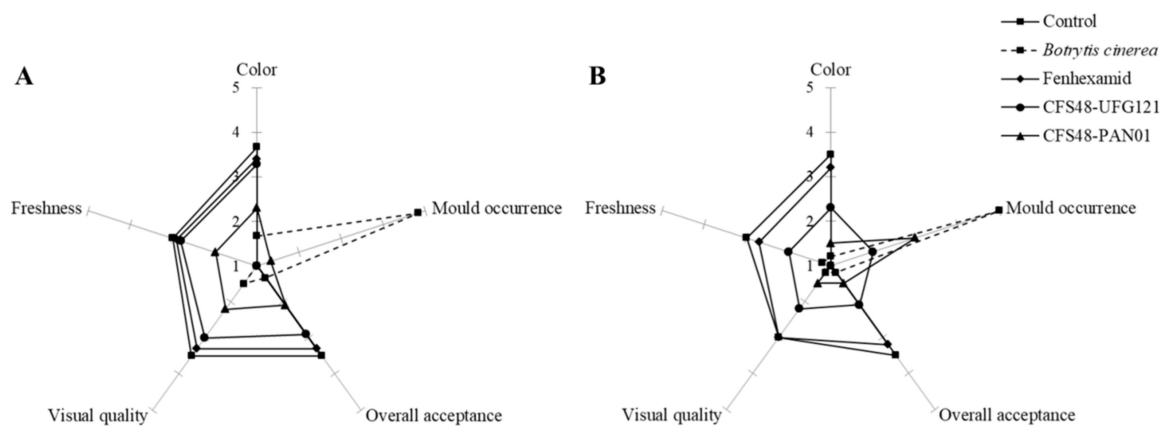 Control
Botrytis cinerea
Fenhexamid
CFS48-UFG121
CFS48-PAN01
A
Color
5
4
3
2
1
Freshness
Mould occurrence
Visual quality
Overall acceptance
B
Color
5
4
3
2
1
Freshness
Mould occurrence
Visual quality
Overall acceptance